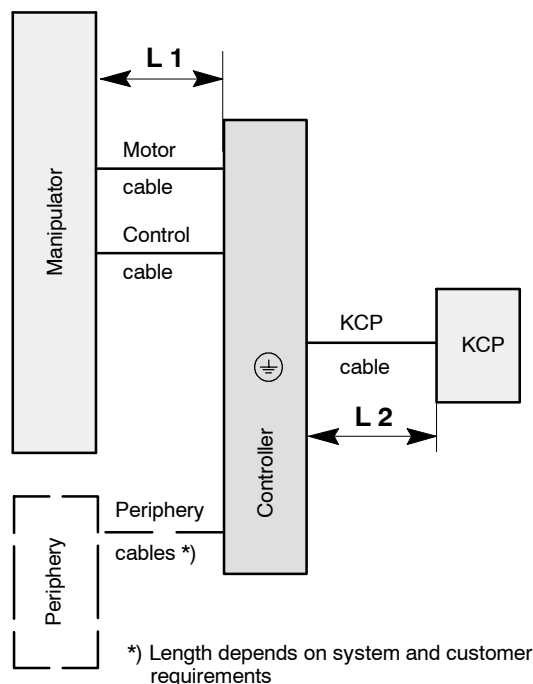 L 1
Motor
cable
Control
cable
Manipulator
KCP
cable
KCP
L 2
Controller
Periphery
cables *)
Periphery
*) Length depends on system and customer
requirements